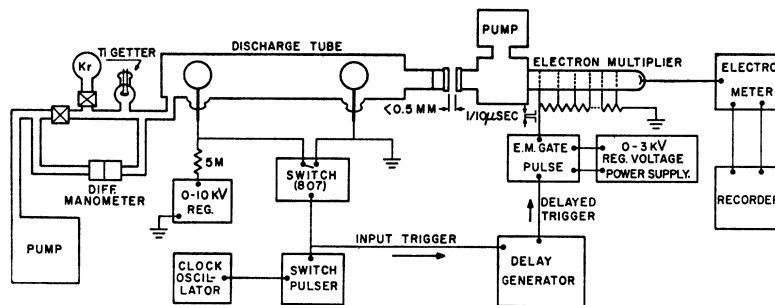 Ti GETTER
Kr
DISCHARGE TUBE
PUMP
ELECTRON MULTIPLIER
ELECTRO
METER
<0.5 MM
1/10μSEC
5M
SWITCH
(807)
E.M. GATE
PULSE
0-3 KV
REG. VOLTAGE
POWER SUPPLY.
DIFF.
MANOMETER
0-10 KV
REG.
DELAYED
TRIGGER
RECORDER
PUMP
INPUT TRIGGER
CLOCK
OSCIL-
LATOR
SWITCH
PULSER
DELAY
GENERATOR